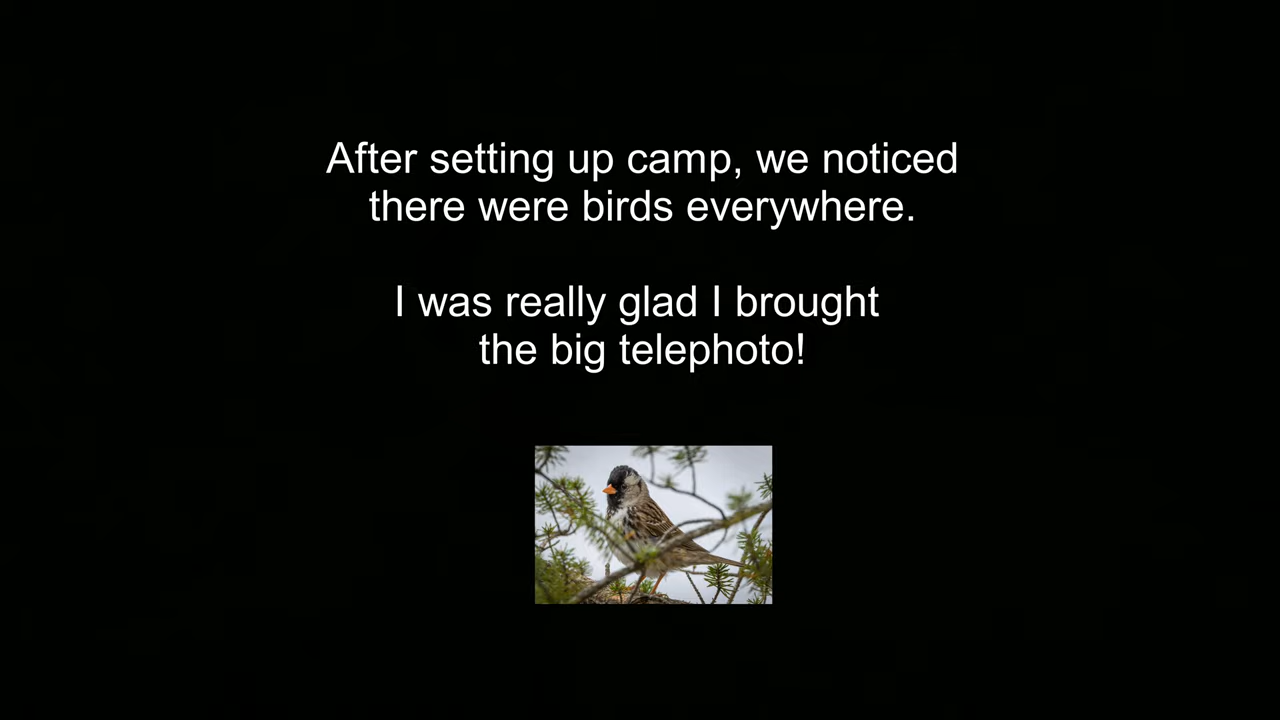 After setting up camp, we noticed
there were birds everywhere.
I was really glad I brought
the big telephoto!